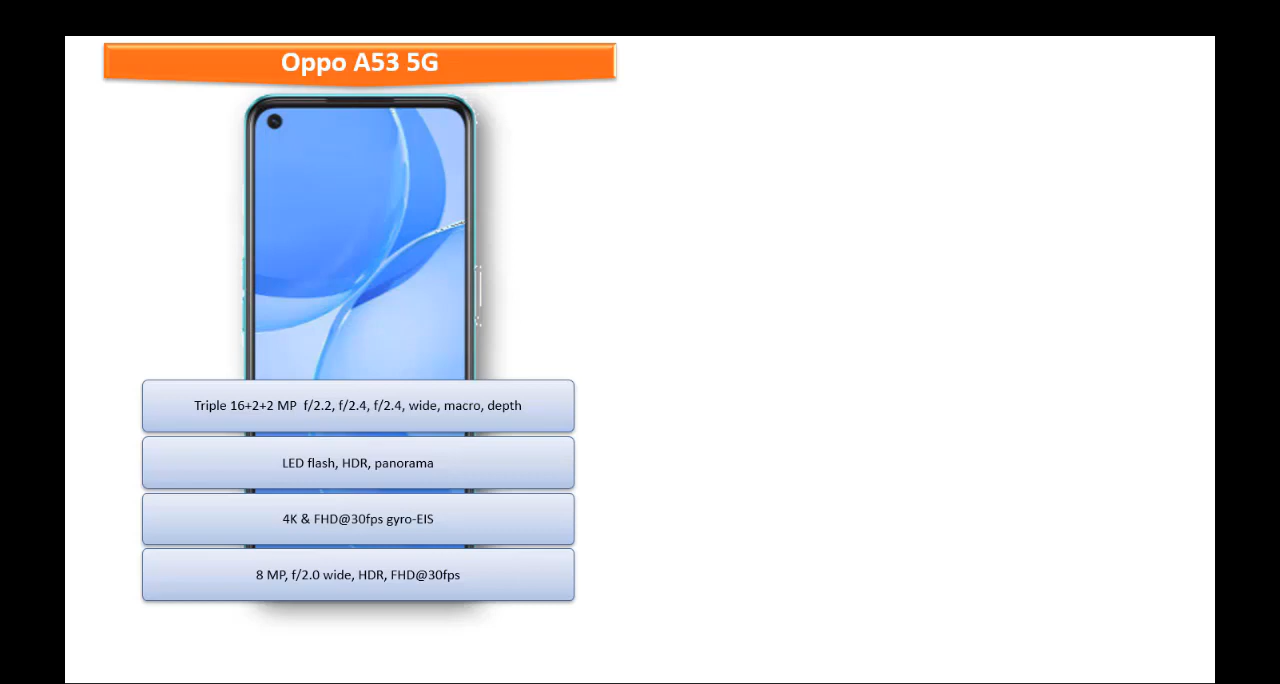 Oppo A53 5G
Triple 16+2+2 MP  f/2.2, f/2.4, f/2.4, wide, macro, depth
LED flash, HDR, panorama
4K & FHD@30fps gyro-EIS
8 MP, f/2.0 wide, HDR, FHD@30fps